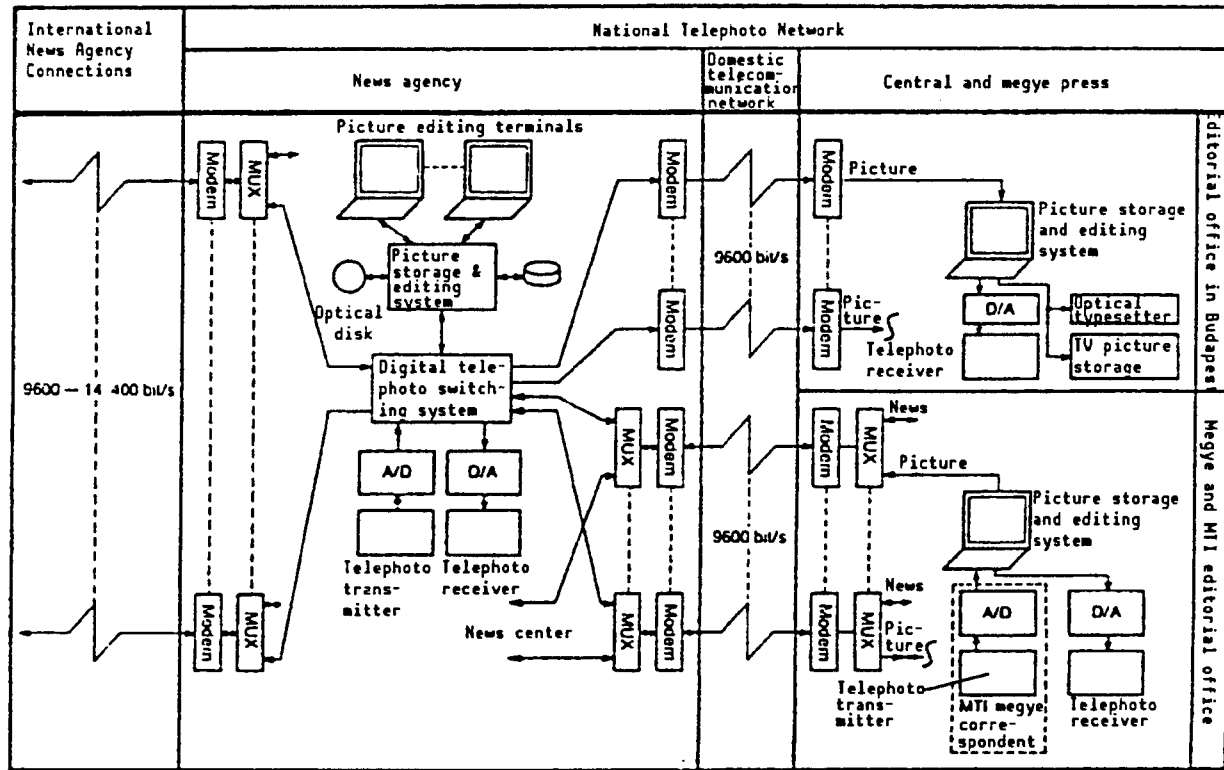 International
News Agency
Connections
National Telephoto Network
News agency
Domestic
telecom-
munication
network
Central and megye press
Picture editing terminals
Modem
MUX
Picture
storage &
editing
system
Optical
disk
Digital tele-
photo switch-
ing system
A/D
D/A
Telephoto
trans-
mitter
Telephoto
receiver
News center
9600 — 14 400 bit/s
Modem
MUX
Modem
Modem
MUX
Modem
MUX
Modem
9600 bit/s
9600 bit/s
Modem
Picture
Picture storage
and editing
system
Modem
Pic-
ture
D/A
Optical
typesetter
Telephoto
receiver
TV picture
storage
Editorial office in Budapest
Modem
MUX
News
Picture
Picture storage
and editing
system
Modem
MUX
News
Pic-
ture
A/D
D/A
Telephoto
trans-
mitter
MTI megye
corre-
spondent
Telephoto
receiver
Megye and MTI editorial office